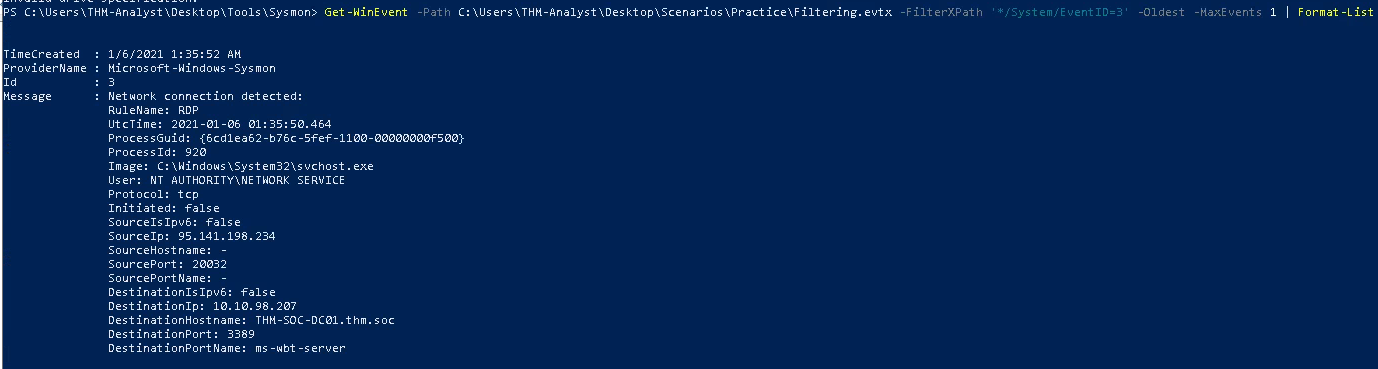 PS C:\Users\THM-Analyst\Desktop\Tools\Sysmon> Get-WinEvent -Path C:\Users\THM-Analyst\Desktop\Scenarios\Practice\Filtering.evtx -FilterXPath '*/System/EventID=3' -Oldest -MaxEvents 1 | Format-List
TimeCreated : 1/6/2021 1:35:52 AM
ProviderName : Microsoft-Windows-Sysmon
Id : 3
Message : Network connection detected:
RuleName: RDP
UtcTime: 2021-01-06 01:35:50.464
ProcessGuid: {6cd1ea62-b76c-5fef-1100-00000000f500}
ProcessId: 920
Image: C:\Windows\System32\svchost.exe
User: NT AUTHORITY\NETWORK SERVICE
Protocol: tcp
Initiated: false
SourceIsIpv6: false
SourceIp: 95.141.198.234
SourceHostname: -
SourcePort: 20032
SourcePortName: -
DestinationIsIpv6: false
DestinationIp: 10.10.98.207
DestinationHostname: THM-SOC-DC01.thm.soc
DestinationPort: 3389
DestinationPortName: ms-wbt-server